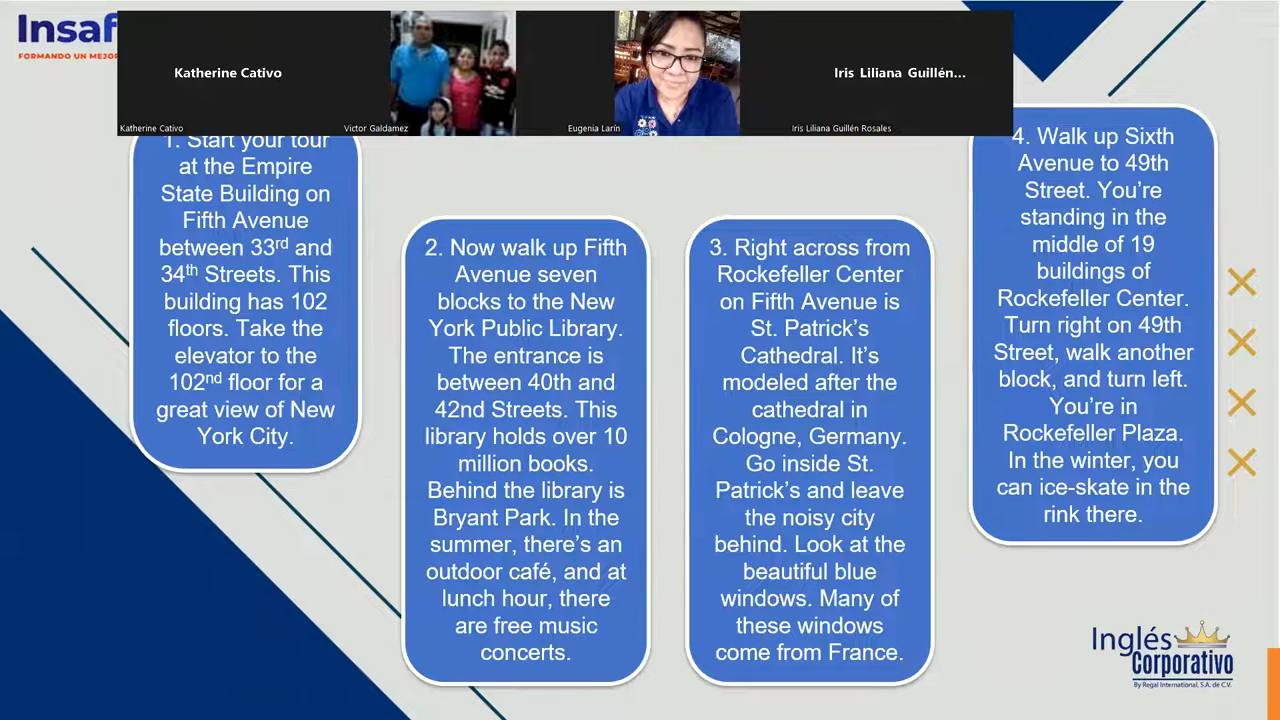 Insaf
FORMANDO UN MEJOR
Katherine Cativo
Iris Liliana Guillén...
Katherine Cativo
Victor Galdamez
Eugenia Larín
Iris Liliana Guillén Rosales
1. Start your tour
at the Empire
State Building on
Fifth Avenue
between 33rd and
34th Streets. This
building has 102
floors. Take the
elevator to the
102nd floor for a
great view of New
York City.
2. Now walk up Fifth
Avenue seven
blocks to the New
York Public Library.
The entrance is
between 40th and
42nd Streets. This
library holds over 10
million books.
Behind the library is
Bryant Park. In the
summer, there's an
outdoor café, and at
lunch hour, there
are free music
concerts.
3. Right across from
Rockefeller Center
on Fifth Avenue is
St. Patrick's
Cathedral. It's
modeled after the
cathedral in
Cologne, Germany.
Go inside St.
Patrick's and leave
the noisy city
behind. Look at the
beautiful blue
windows. Many of
these windows
come from France.
4. Walk up Sixth
Avenue to 49th
Street. You're
standing in the
middle of 19
buildings of
Rockefeller Center.
Turn right on 49th
Street, walk another
block, and turn left.
You're in
Rockefeller Plaza.
In the winter, you
can ice-skate in the
rink there.
Inglés
Corporativo
By Regal International, S.A. de C.V.